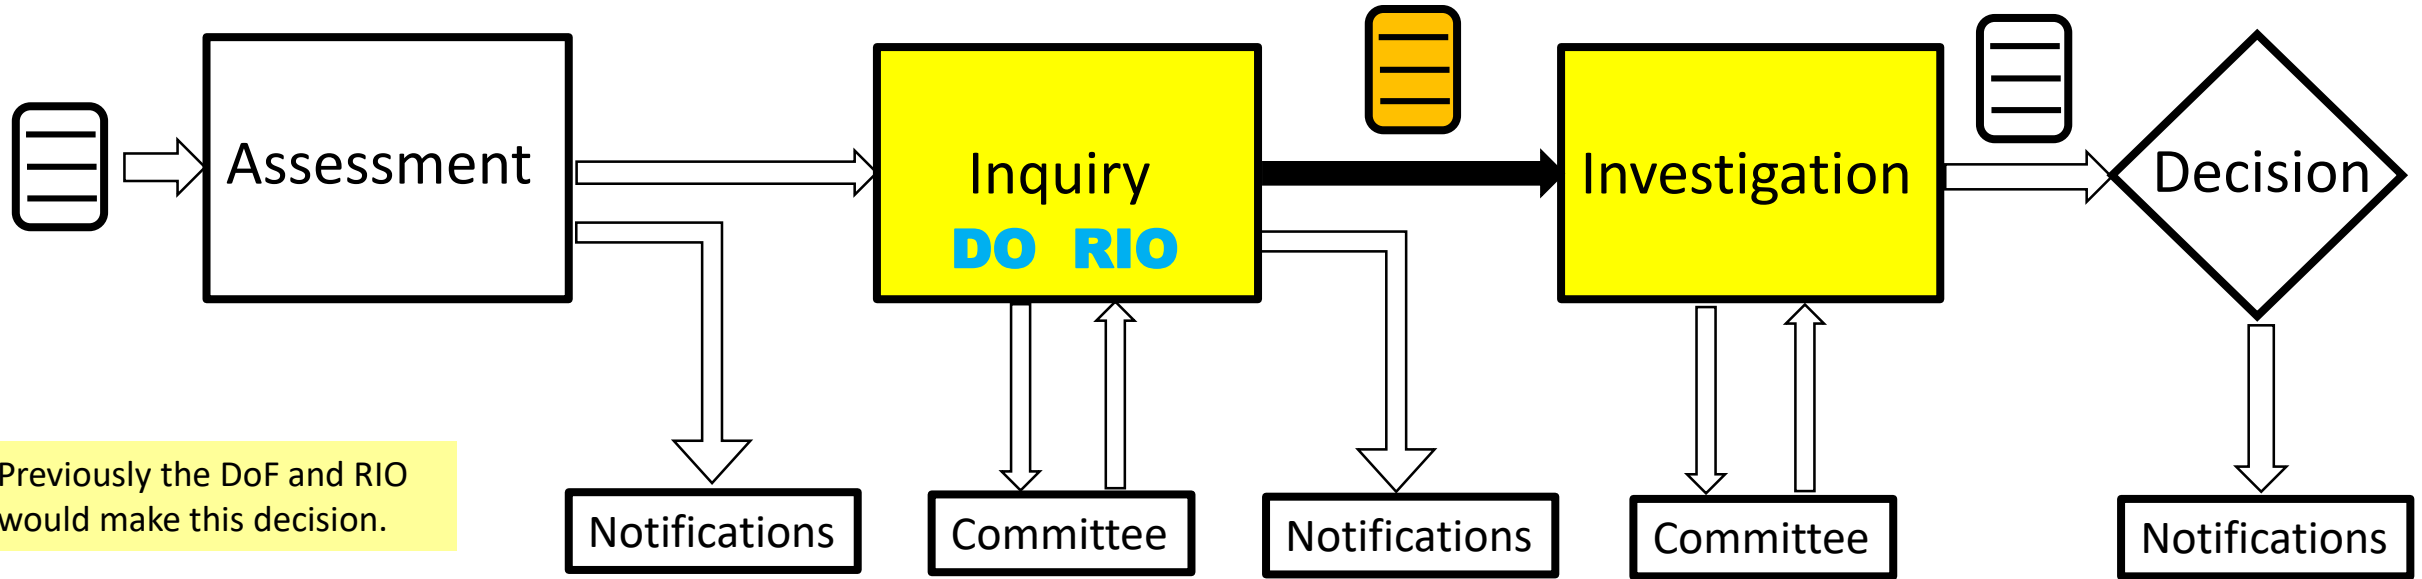 Assessment
Inquiry
DO RIO
Investigation
Decision
Previously the DoF and RIO
would make this decision.
Notifications
Committee
Notifications
Committee
Notifications